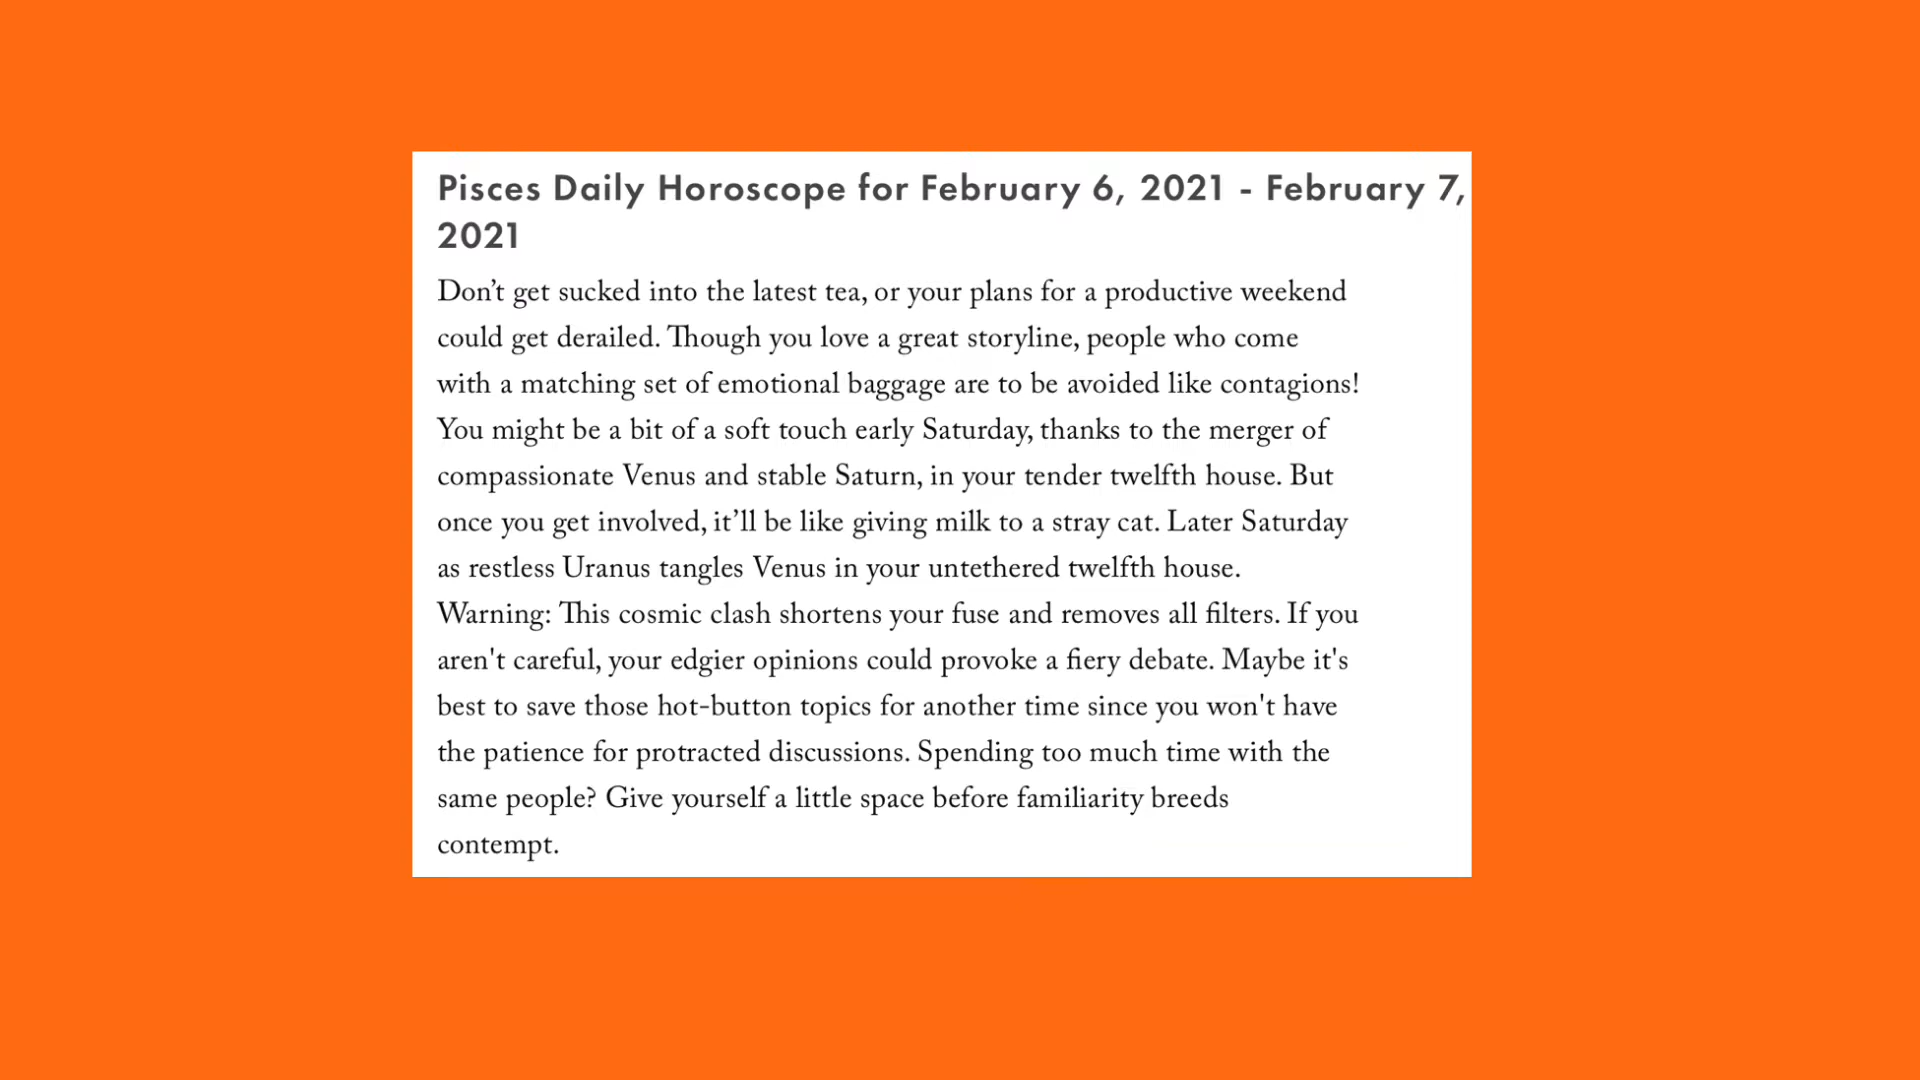 Pisces Daily Horoscope for February 6, 2021 - February 7,
2021
Don’t get sucked into the latest tea, or your plans for a productive weekend
could get derailed. Though you love a great storyline, people who come
with a matching set of emotional baggage are to be avoided like contagions!
You might be a bit of a soft touch early Saturday, thanks to the merger of
compassionate Venus and stable Saturn, in your tender twelfth house. But
once you get involved, it’ll be like giving milk to a stray cat. Later Saturday
as restless Uranus tangles Venus in your untethered twelfth house.
Warning: This cosmic clash shortens your fuse and removes all filters. If you
aren't careful, your edgier opinions could provoke a fiery debate. Maybe it's
best to save those hot-button topics for another time since you won't have
the patience for protracted discussions. Spending too much time with the
same people? Give yourself a little space before familiarity breeds
contempt.